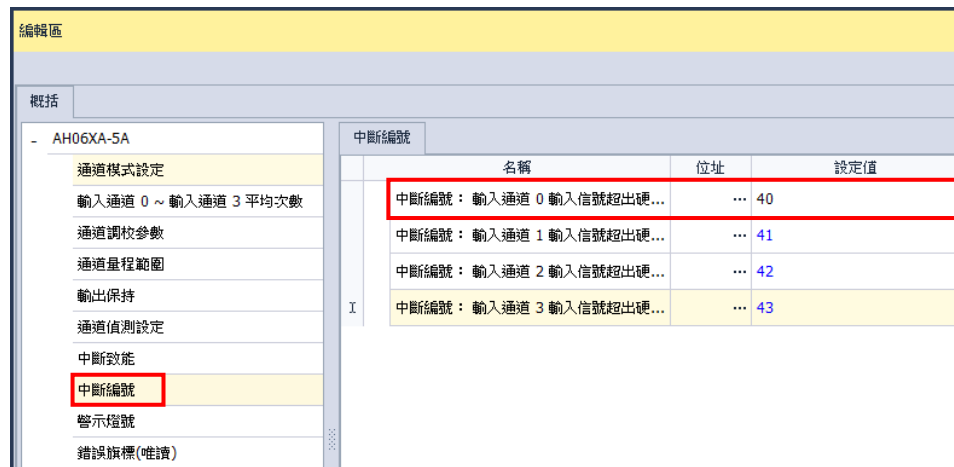 編輯區
概括
- AH06XA-5A
通道模式設定
輸入通道 0 ~ 輸入通道 3 平均次數
通道調校參數
通道量程範圍
輸出保持
通道偵測設定
中斷致能
中斷編號
警示燈號
錯誤旗標(唯讀)
中斷編號
名稱 位址 設定值
中斷編號： 輸入通道 0 輸入信號超出硬... ... 40
中斷編號： 輸入通道 1 輸入信號超出硬... ... 41
中斷編號： 輸入通道 2 輸入信號超出硬... ... 42
中斷編號： 輸入通道 3 輸入信號超出硬... ... 43